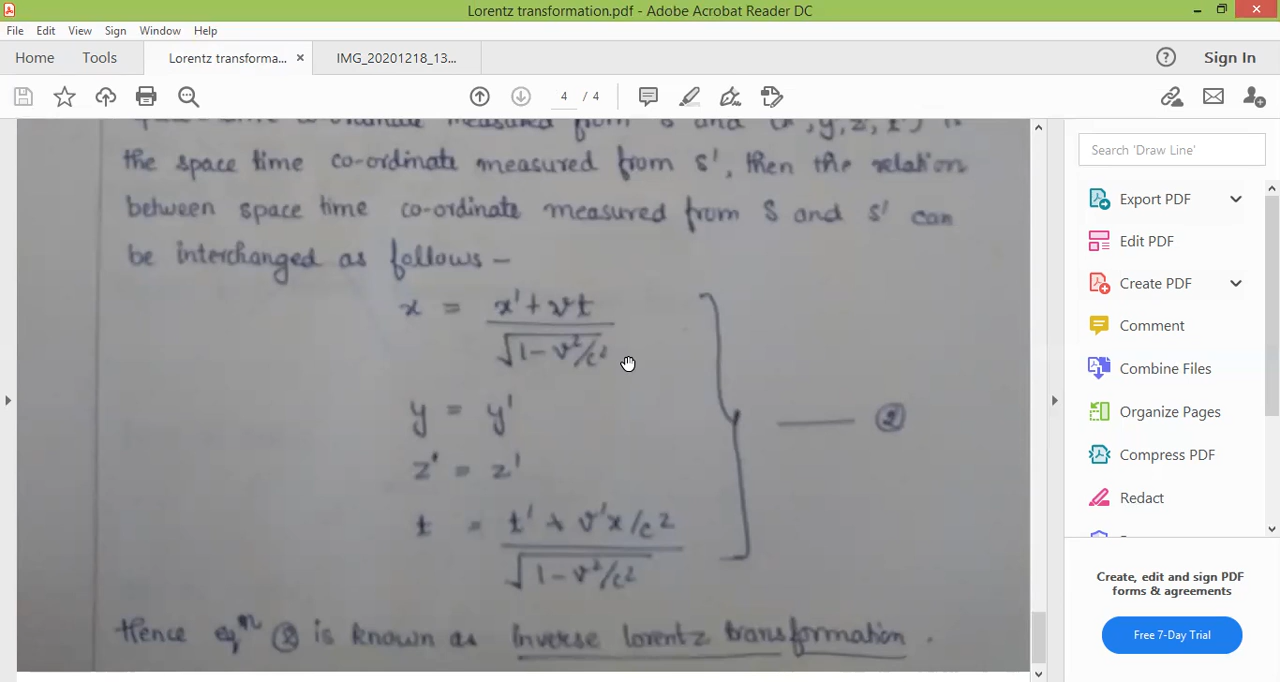 Lorentz transformation.pdf - Adobe Acrobat Reader DC
File Edit View Sign Window Help
Home Tools Lorentz transforma... × IMG_20201218_13... Sign In
4 / 4
the space time co-ordinate measured from s', then the relation
between space time co-ordinate measured from S and s' can
be interchanged as follows -
x = x' + vt
√1 - v²/c²
y = y'
z' = z'
②
t = t' + v'x/c2
√1 - v²/c²
Hence eqⁿ ② is known as inverse lorentz transformation .
Search 'Draw Line'
Export PDF
Edit PDF
Create PDF
Comment
Combine Files
Organize Pages
Compress PDF
Redact
Create, edit and sign PDF
forms & agreements
Free 7-Day Trial